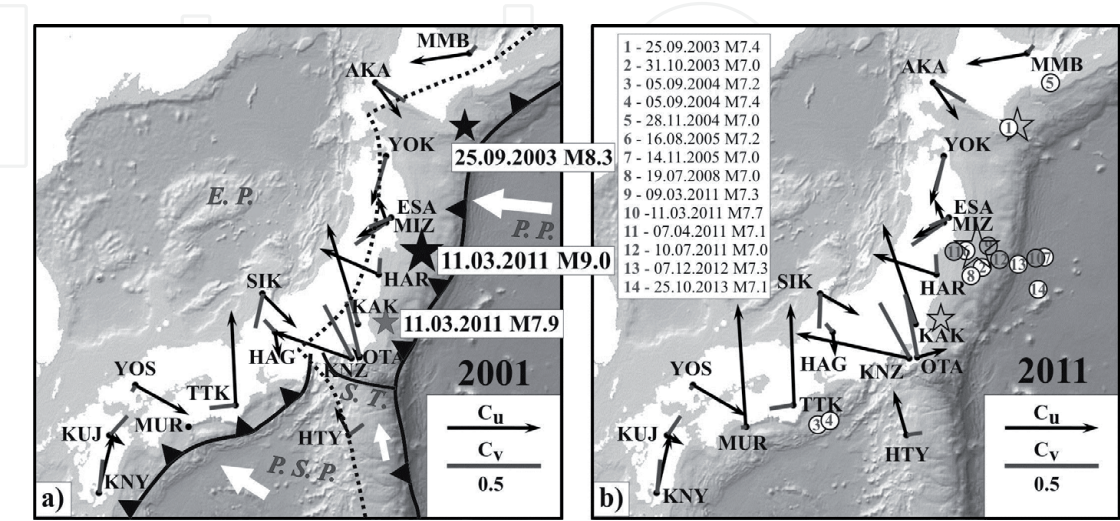 MMB
AKA
YOK
25.09.2003 M8.3
E. P.
P. P.
ESA
MIZ
11.03.2011 M9.0
HAR
SIK
KAK
11.03.2011 M7.9
HAG
OTA
KNZ
YOS
2001
S. T.
TTK
MUR
KUJ
HTY
P. S. P.
KNY
Cu
Cv
0.5
a)
1 - 25.09.2003 M7.4
2 - 31.10.2003 M7.0
3 - 05.09.2004 M7.2
4 - 05.09.2004 M7.4
5 - 28.11.2004 M7.0
6 - 16.08.2005 M7.2
7 - 14.11.2005 M7.0
8 - 19.07.2008 M7.0
9 - 09.03.2011 M7.3
10 -11.03.2011 M7.7
11 - 07.04.2011 M7.1
12 - 10.07.2011 M7.0
13 - 07.12.2012 M7.3
14 - 25.10.2013 M7.1
MMB
5
AKA
1
YOK
ESA
MIZ
11
12
13
7
2
8
14
HAR
SIK
KAK
HAG
KNZ
OTA
YOS
2011
TTK
3
4
MUR
KUJ
HTY
KNY
Cu
Cv
0.5
b)